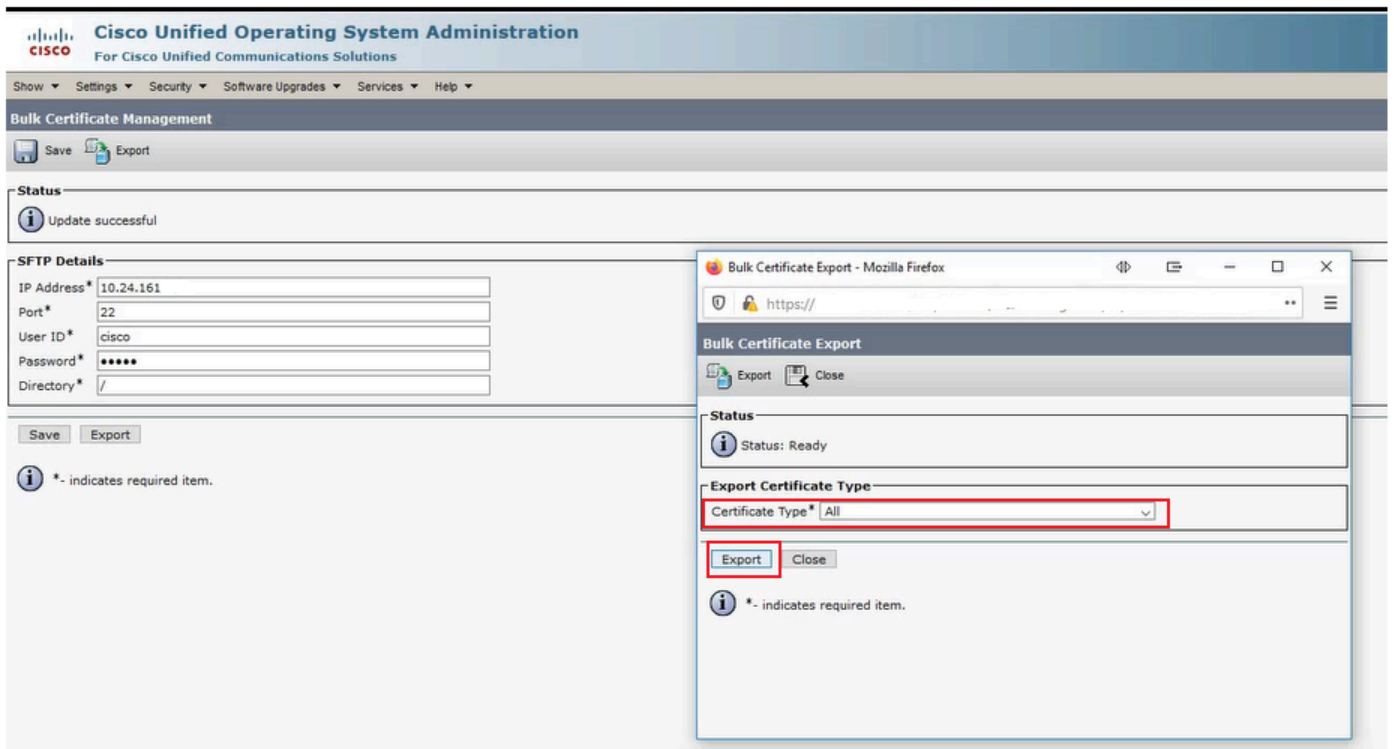 Cisco Unified Operating System Administration
CISCO
For Cisco Unified Communications Solutions
Show Settings Security Software Upgrades Services Help
Bulk Certificate Management
Save Export
Status
Update successful
SFTP Details
IP Address* 10.24.161
Port* 22
User ID* cisco
Password* •••••
Directory* /
Save Export
*- indicates required item.
Bulk Certificate Export - Mozilla Firefox
https://
Bulk Certificate Export
Export Close
Status
Status: Ready
Export Certificate Type
Certificate Type* All
Export Close
*- indicates required item.